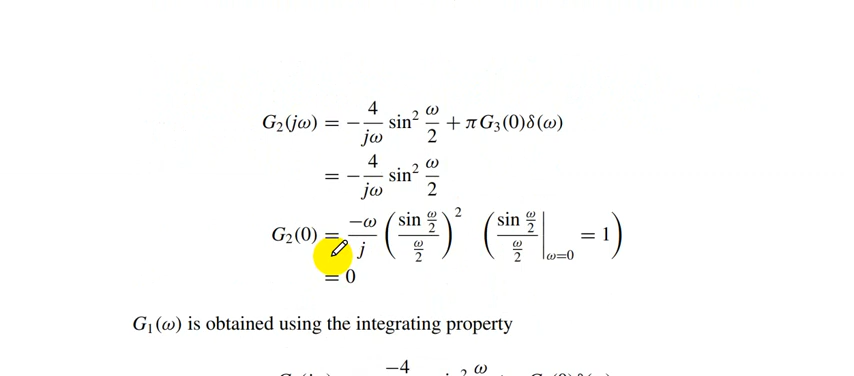 G₂(jω) = −4/jω sin² ω/2 + πG₃(0)δ(ω)
= −4/jω sin² ω/2
G₂(0) = −ω/j (sin ω/2 / ω/2)² (sin ω/2 / ω/2 |ω=0 = 1)
= 0
G₁(ω) is obtained using the integrating property
−4 ω